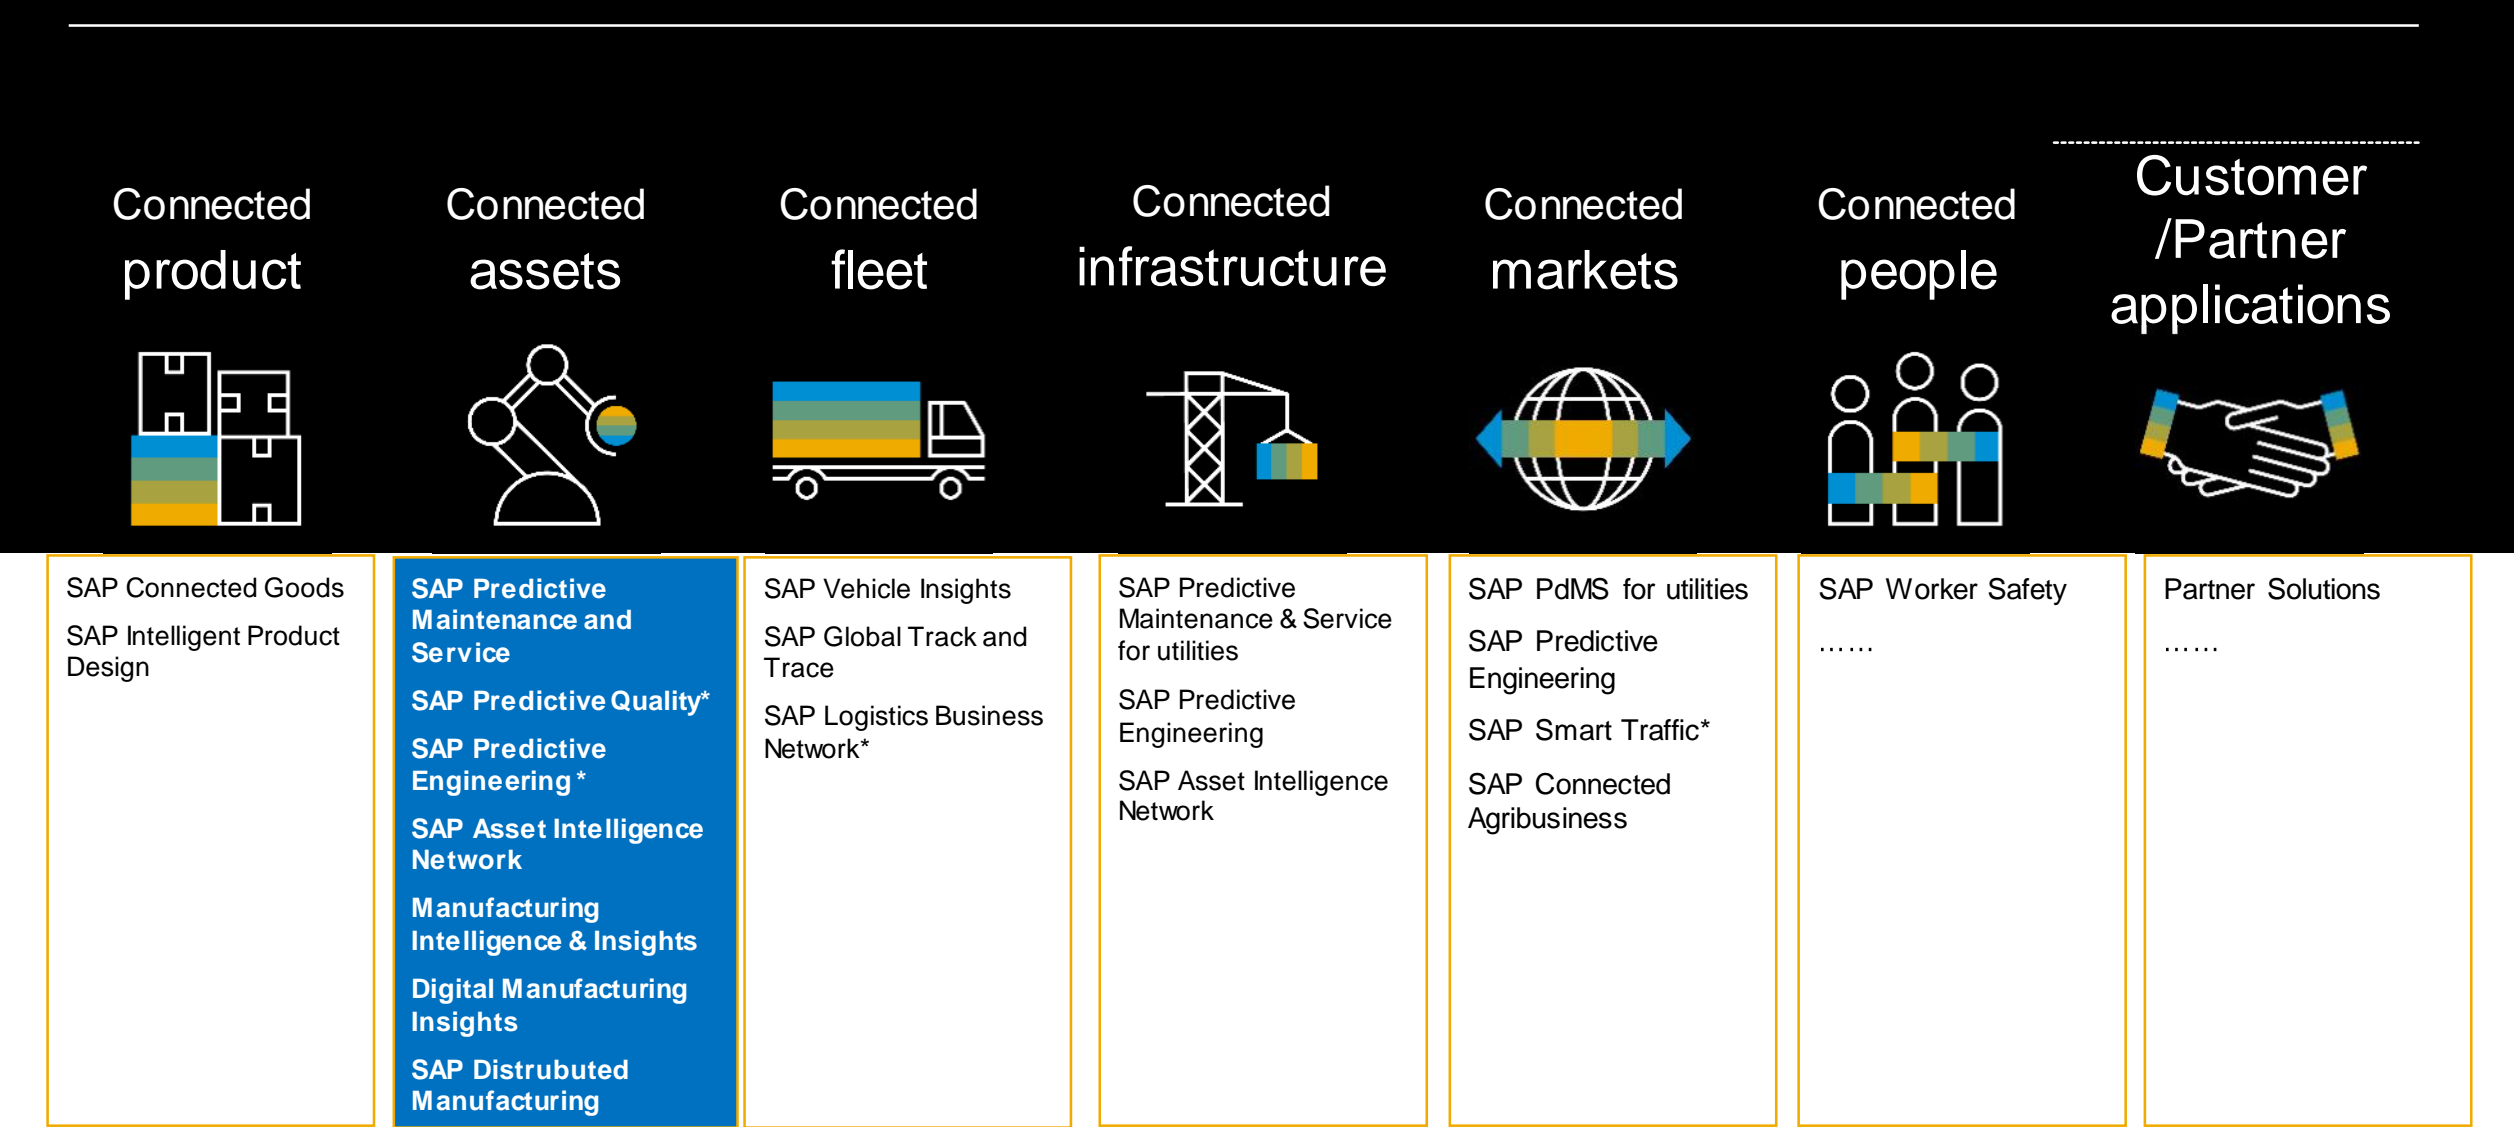 Connected
product
Connected
assets
Connected
fleet
Connected
infrastructure
Connected
markets
Connected
people
Customer
/Partner
applications
SAP Connected Goods
SAP Intelligent Product
Design
SAP Predictive
Maintenance and
Service
SAP Predictive Quality*
SAP Predictive
Engineering *
SAP Asset Intelligence
Network
Manufacturing
Intelligence & Insights
Digital Manufacturing
Insights
SAP Distrubuted
Manufacturing
SAP Vehicle Insights
SAP Global Track and
Trace
SAP Logistics Business
Network*
SAP Predictive
Maintenance & Service
for utilities
SAP Predictive
Engineering
SAP Asset Intelligence
Network
SAP PdMS for utilities
SAP Predictive
Engineering
SAP Smart Traffic*
SAP Connected
Agribusiness
SAP Worker Safety
……
Partner Solutions
……